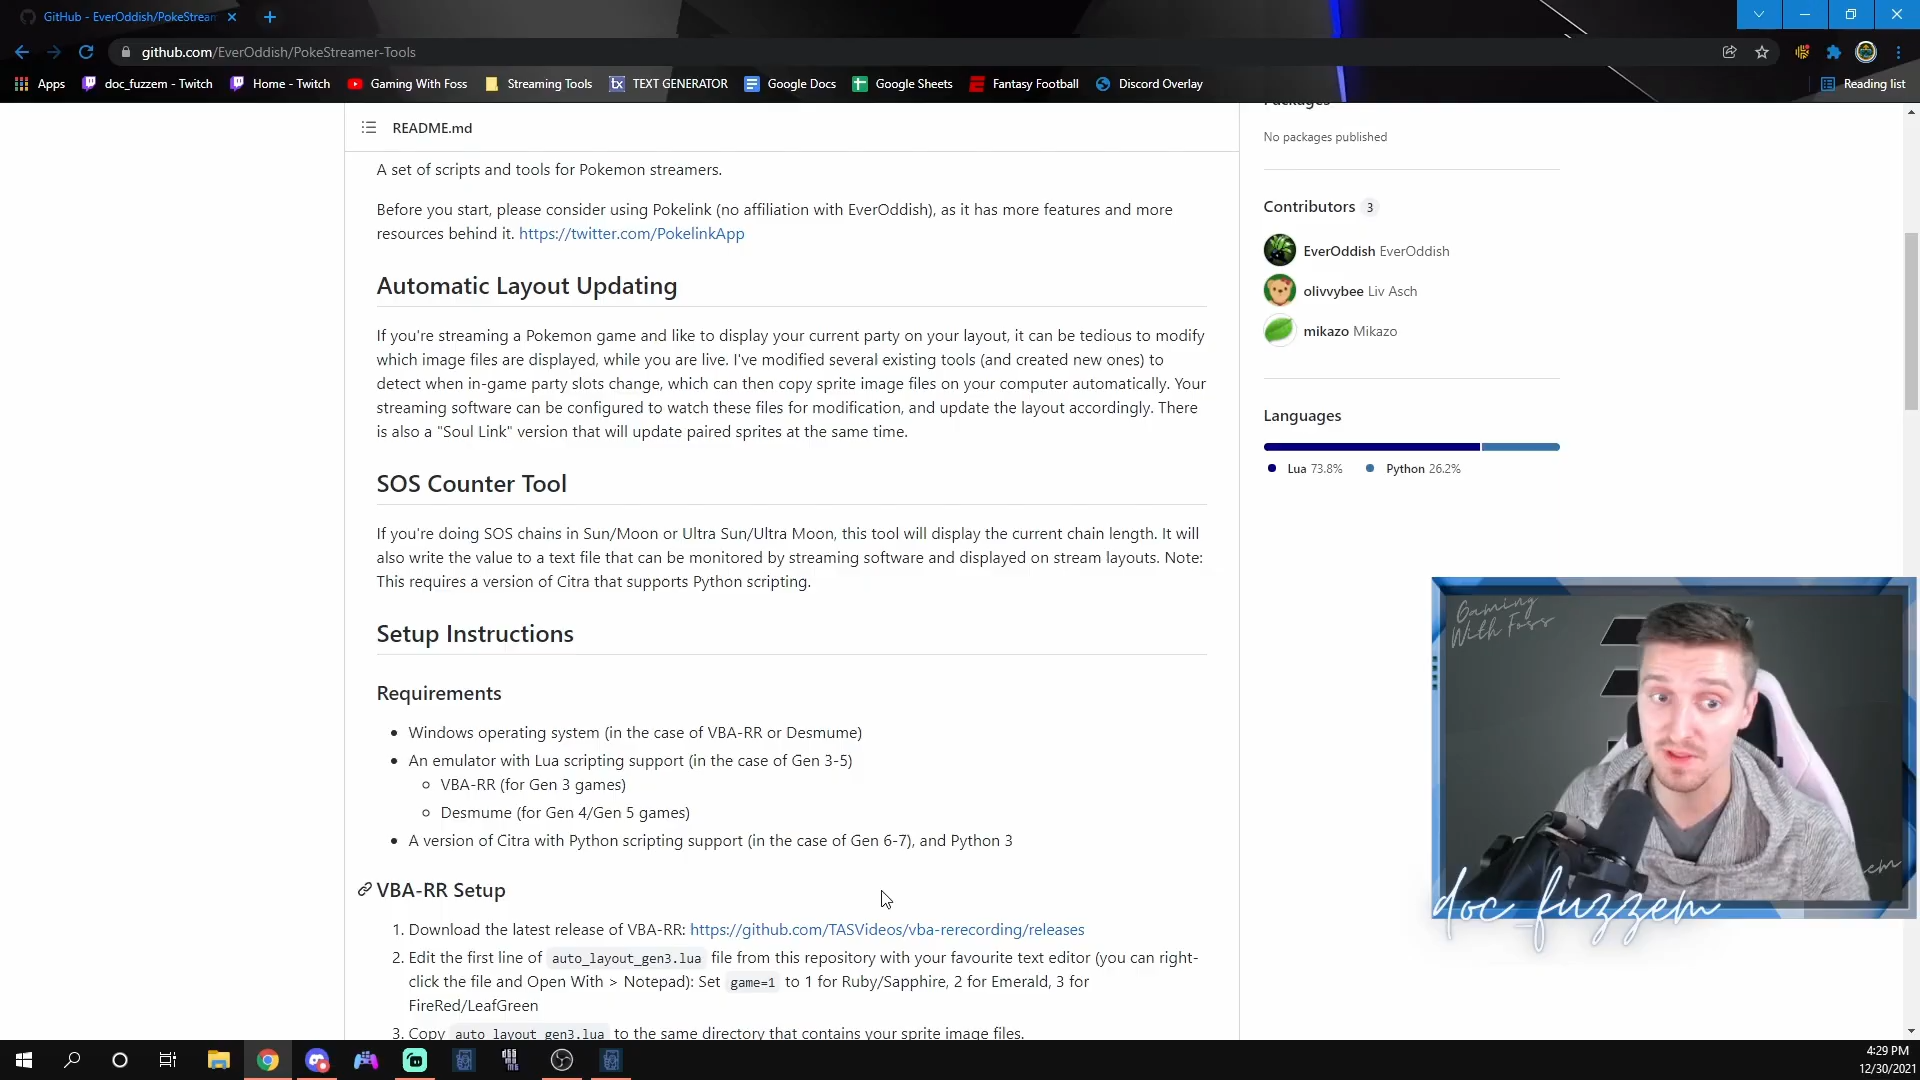 GitHub - EverOddish/PokeStream
github.com/EverOddish/PokeStreamer-Tools
Apps
doc_fuzzem - Twitch
Home - Twitch
Gaming With Foss
Streaming Tools
tx
TEXT GENERATOR
Google Docs
Google Sheets
Fantasy Football
Discord Overlay
Reading list
README.md
A set of scripts and tools for Pokemon streamers.
Before you start, please consider using Pokelink (no affiliation with EverOddish), as it has more features and more
resources behind it. https://twitter.com/PokelinkApp
Automatic Layout Updating
If you're streaming a Pokemon game and like to display your current party on your layout, it can be tedious to modify
which image files are displayed, while you are live. I've modified several existing tools (and created new ones) to
detect when in-game party slots change, which can then copy sprite image files on your computer automatically. Your
streaming software can be configured to watch these files for modification, and update the layout accordingly. There
is also a "Soul Link" version that will update paired sprites at the same time.
SOS Counter Tool
If you're doing SOS chains in Sun/Moon or Ultra Sun/Ultra Moon, this tool will display the current chain length. It will
also write the value to a text file that can be monitored by streaming software and displayed on stream layouts. Note:
This requires a version of Citra that supports Python scripting.
Setup Instructions
Requirements
• Windows operating system (in the case of VBA-RR or Desmume)
• An emulator with Lua scripting support (in the case of Gen 3-5)
○ VBA-RR (for Gen 3 games)
○ Desmume (for Gen 4/Gen 5 games)
• A version of Citra with Python scripting support (in the case of Gen 6-7), and Python 3
VBA-RR Setup
1. Download the latest release of VBA-RR: https://github.com/TASVideos/vba-rerecording/releases
2. Edit the first line of auto_layout_gen3.lua file from this repository with your favourite text editor (you can right-
click the file and Open With > Notepad): Set game=1 to 1 for Ruby/Sapphire, 2 for Emerald, 3 for
FireRed/LeafGreen
3. Copy auto_layout_gen3.lua to the same directory that contains your sprite image files.
Packages
No packages published
Contributors 3
EverOddish EverOddish
olivvybee Liv Asch
mikazo Mikazo
Languages
Lua 73.8%
Python 26.2%
Gaming
With Foss
doc_fuzzem
4:29 PM
12/30/2021